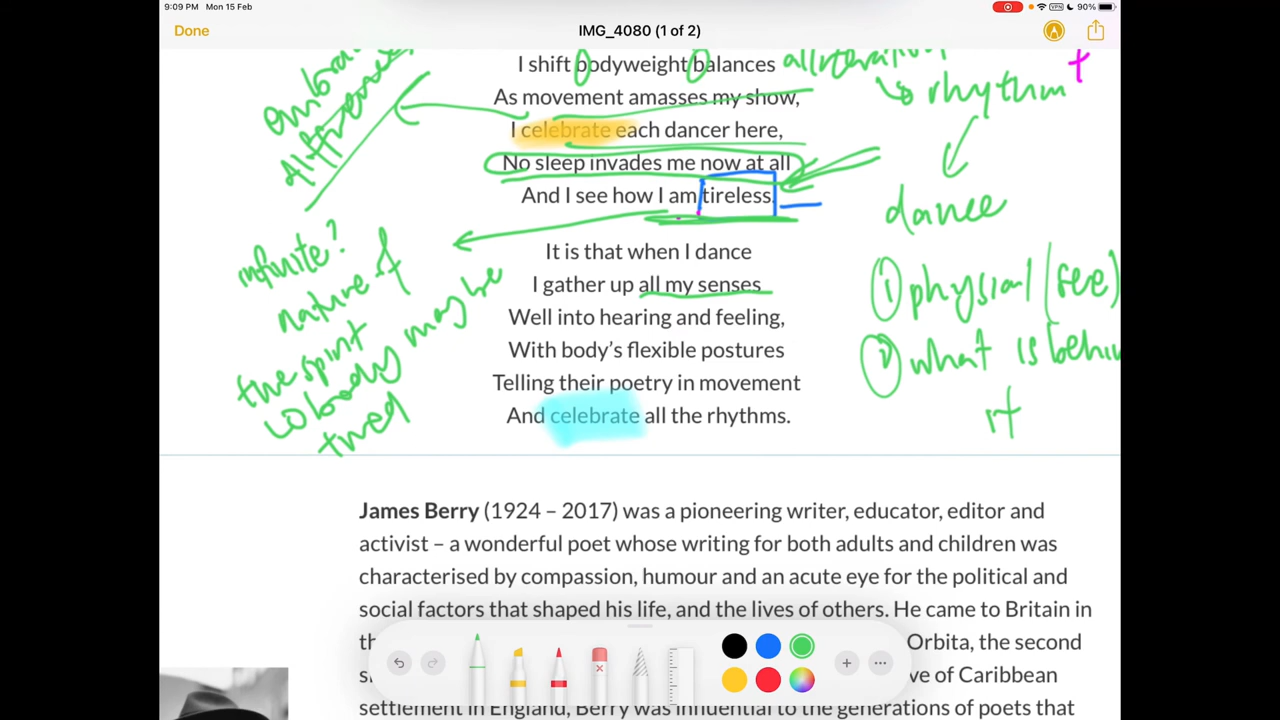 9:09 PM Mon 15 Feb
VPN 90%
Done
IMG_4080 (1 of 2)
I shift bodyweight balances
alliteration
As movement amasses my show,
rhythm
I celebrate each dancer here,
No sleep invades me now at all
And I see how I am tireless.
dance
infinite?
nature of
the spirit
body may be
tired
It is that when I dance
I gather up all my senses
Well into hearing and feeling,
With body's flexible postures
Telling their poetry in movement
And celebrate all the rhythms.
① physical (see)
② what is behin
it
James Berry (1924 – 2017) was a pioneering writer, educator, editor and
activist – a wonderful poet whose writing for both adults and children was
characterised by compassion, humour and an acute eye for the political and
social factors that shaped his life, and the lives of others. He came to Britain in
th Orbita, the second
ve of Caribbean
settlement in England, Berry was influential to the generations of poets that